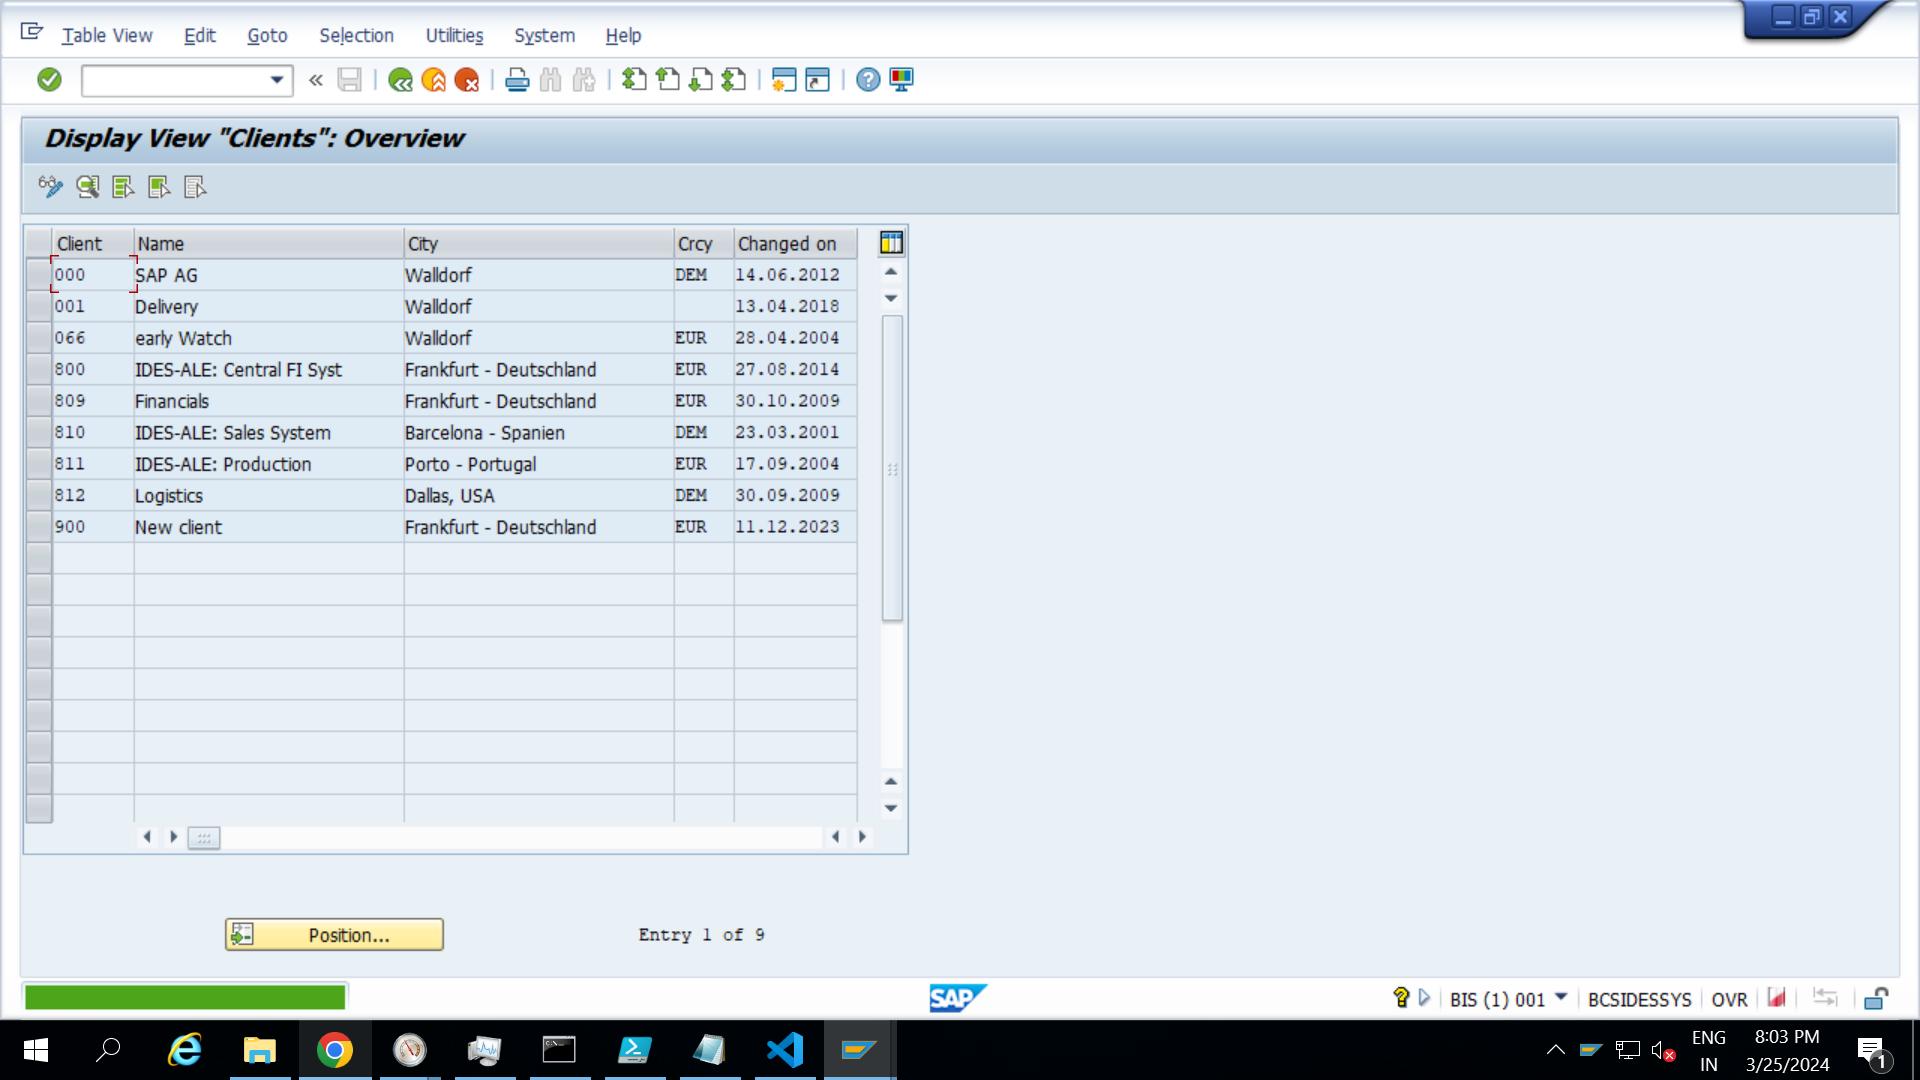 Table View Edit Goto Selection Utilities System Help
Display View "Clients": Overview
Client Name City Crcy Changed on
000 SAP AG Walldorf DEM 14.06.2012
001 Delivery Walldorf 13.04.2018
066 early Watch Walldorf EUR 28.04.2004
800 IDES-ALE: Central FI Syst Frankfurt - Deutschland EUR 27.08.2014
809 Financials Frankfurt - Deutschland EUR 30.10.2009
810 IDES-ALE: Sales System Barcelona - Spanien DEM 23.03.2001
811 IDES-ALE: Production Porto - Portugal EUR 17.09.2004
812 Logistics Dallas, USA DEM 30.09.2009
900 New client Frankfurt - Deutschland EUR 11.12.2023
Position... Entry 1 of 9
SAP BIS (1) 001 BCSIDESSYS OVR
ENG 8:03 PM
IN 3/25/2024 1